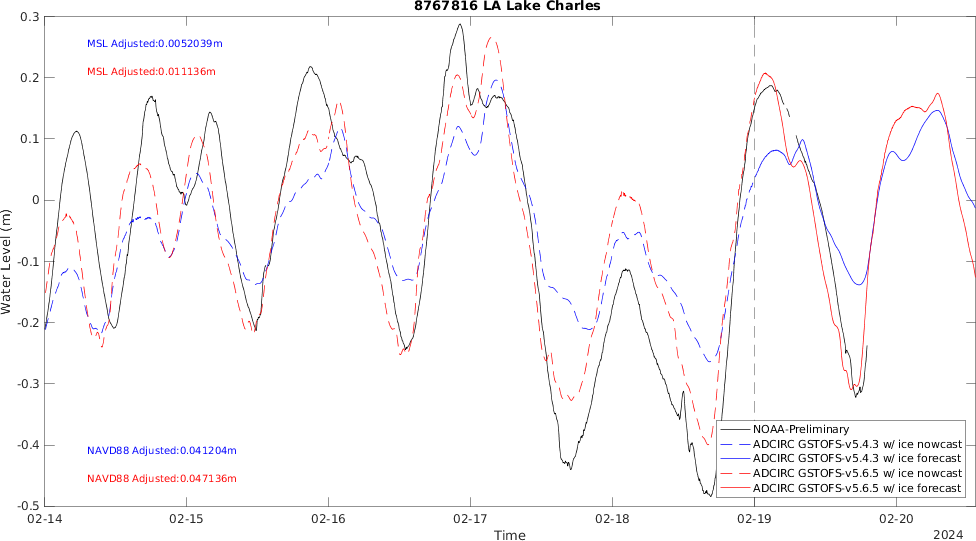 8767816 LA Lake Charles
0.3
MSL Adjusted:0.0052039m
MSL Adjusted:0.011136m
0.2
0.1
0
-0.1
-0.2
-0.3
-0.4
-0.5
Water Level (m)
NAVD88 Adjusted:0.041204m
NAVD88 Adjusted:0.047136m
NOAA-Preliminary
ADCIRC GSTOFS-v5.4.3 w/ ice nowcast
ADCIRC GSTOFS-v5.4.3 w/ ice forecast
ADCIRC GSTOFS-v5.6.5 w/ ice nowcast
ADCIRC GSTOFS-v5.6.5 w/ ice forecast
02-14 02-15 02-16 02-17 02-18 02-19 02-20
Time
2024